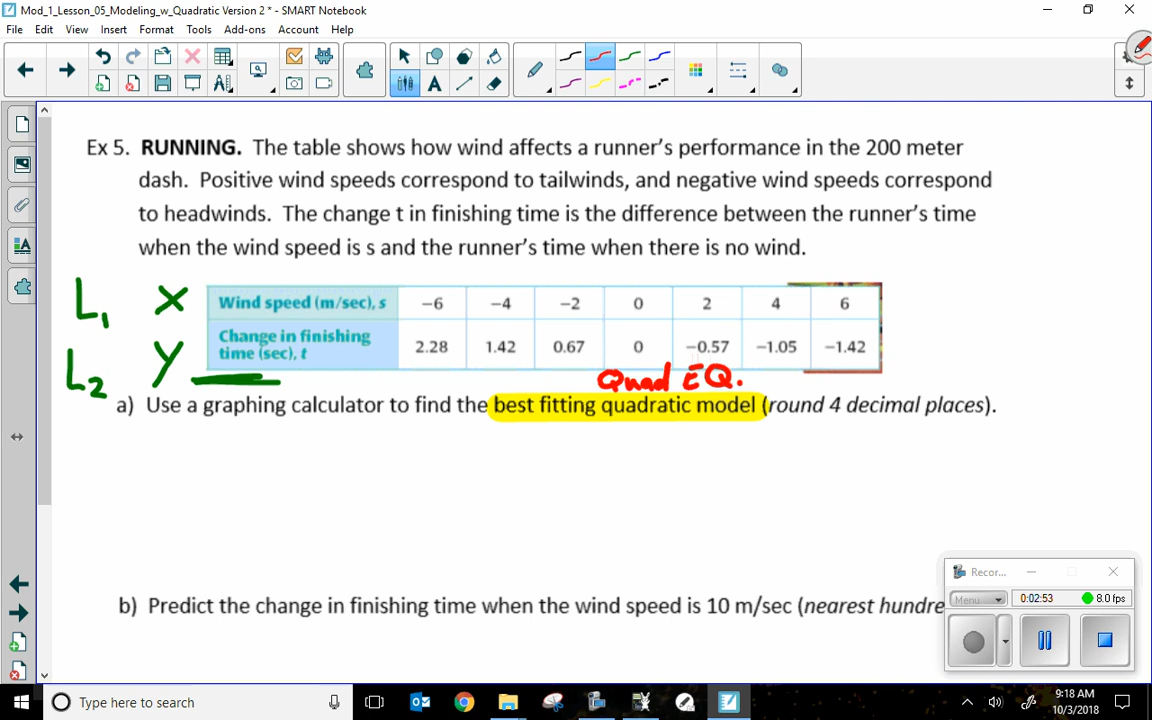 Mod_1_Lesson_05_Modeling_w_Quadratic Version 2 * - SMART Notebook
File Edit View Insert Format Tools Add-ons Account Help
Ex 5. RUNNING. The table shows how wind affects a runner's performance in the 200 meter
dash. Positive wind speeds correspond to tailwinds, and negative wind speeds correspond
to headwinds. The change t in finishing time is the difference between the runner's time
when the wind speed is s and the runner's time when there is no wind.
L1 X Wind speed (m/sec), s −6 −4 −2 0 2 4 6
L2 Y Change in finishing time (sec), t 2.28 1.42 0.67 0 −0.57 −1.05 −1.42
Quad EQ.
a) Use a graphing calculator to find the best fitting quadratic model (round 4 decimal places).
b) Predict the change in finishing time when the wind speed is 10 m/sec (nearest hundre
Recor...
Menu 0:02:53 8.0 fps
Type here to search
9:18 AM
10/3/2018